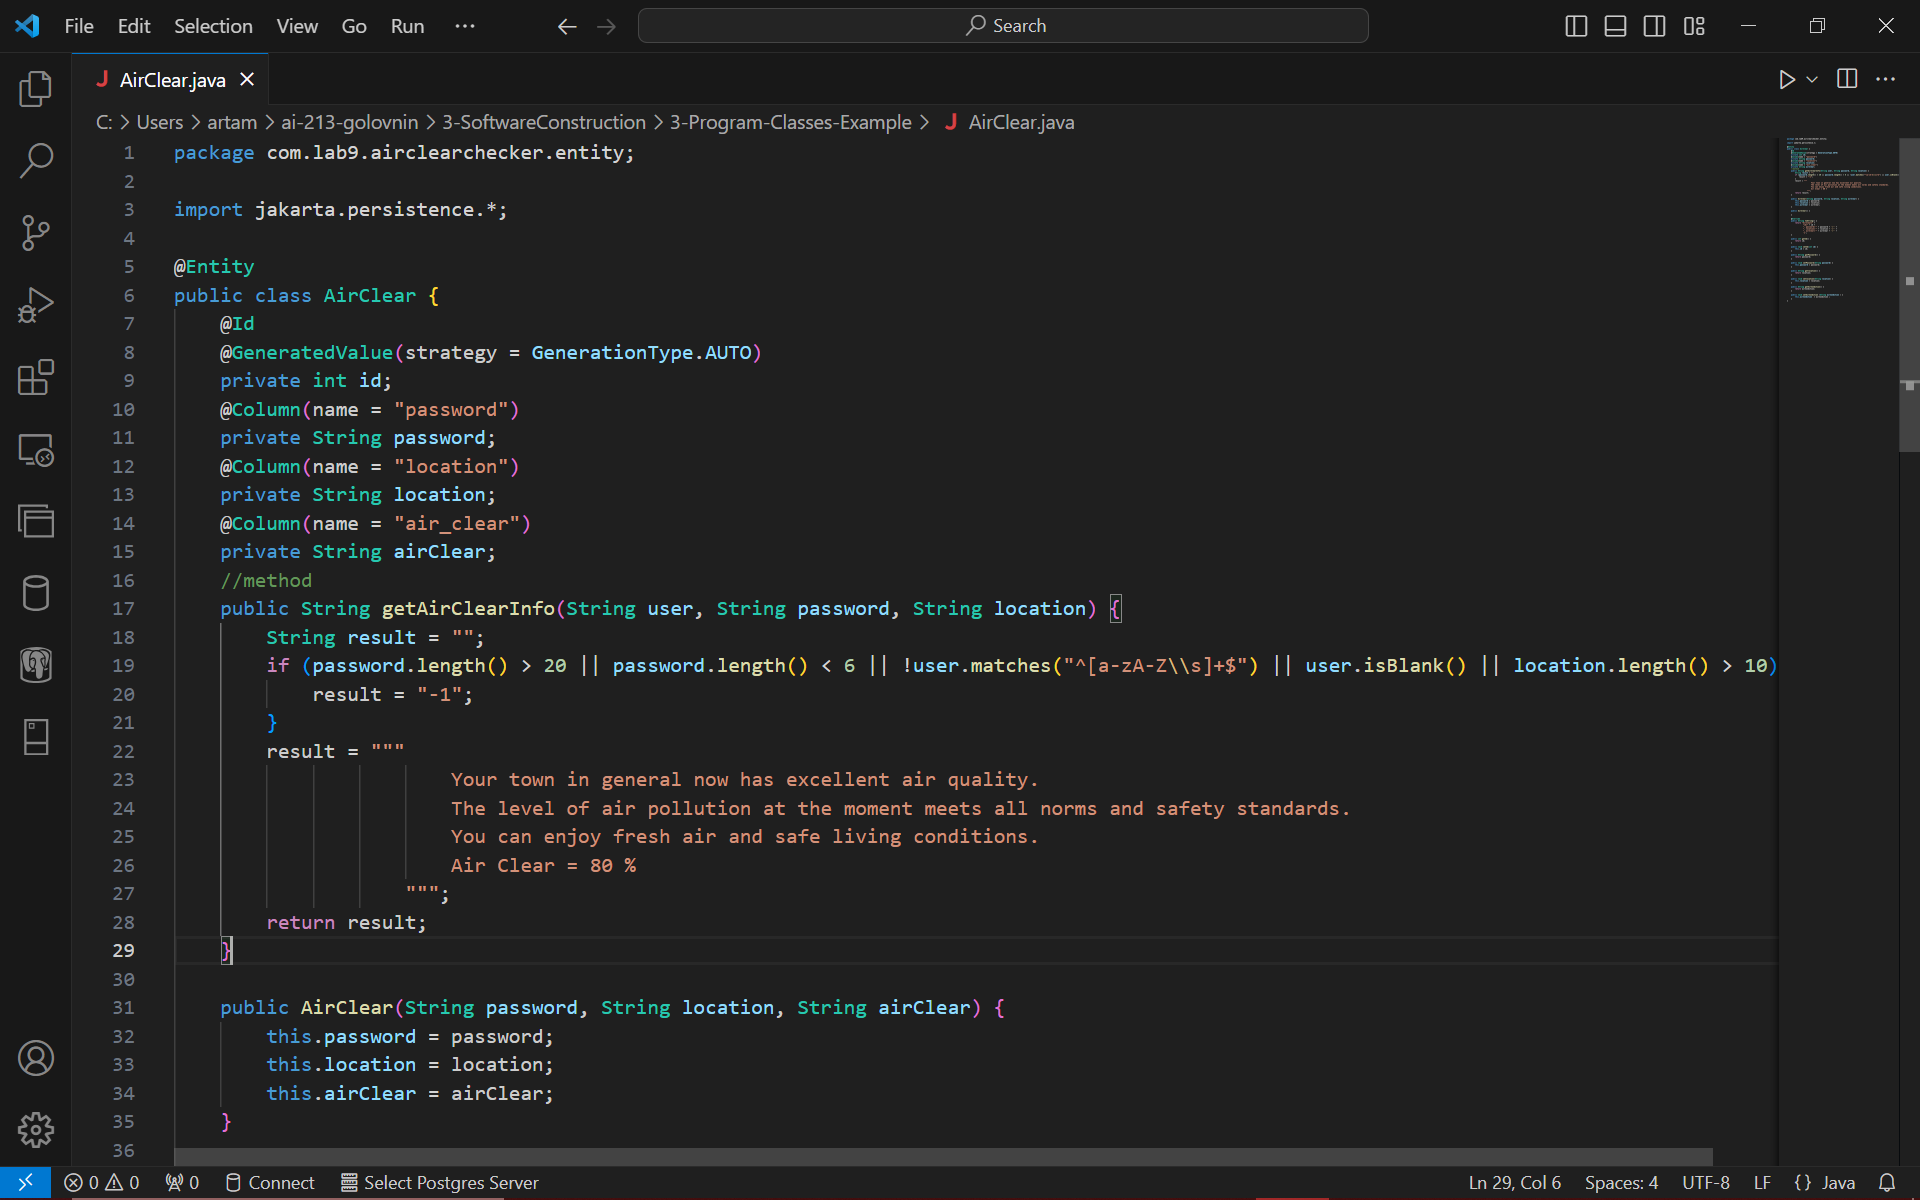 File Edit Selection View Go Run ··· Search
AirClear.java
C: > Users > artam > ai-213-golovnin > 3-SoftwareConstruction > 3-Program-Classes-Example > J AirClear.java
1 package com.lab9.airclearchecker.entity;
2
3 import jakarta.persistence.*;
4
5 @Entity
6 public class AirClear {
7     @Id
8     @GeneratedValue(strategy = GenerationType.AUTO)
9     private int id;
10     @Column(name = "password")
11     private String password;
12     @Column(name = "location")
13     private String location;
14     @Column(name = "air_clear")
15     private String airClear;
16     //method
17     public String getAirClearInfo(String user, String password, String location) {
18         String result = "";
19         if (password.length() > 20 || password.length() < 6 || !user.matches("^[a-zA-Z\\s]+$") || user.isBlank() || location.length() > 10)
20             result = "-1";
21         }
22         result = """
23                         Your town in general now has excellent air quality.
24                         The level of air pollution at the moment meets all norms and safety standards.
25                         You can enjoy fresh air and safe living conditions.
26                         Air Clear = 80 %
27                     """;
28         return result;
29     }
30
31     public AirClear(String password, String location, String airClear) {
32         this.password = password;
33         this.location = location;
34         this.airClear = airClear;
35     }
36
0 0 0 Connect Select Postgres Server Ln 29, Col 6 Spaces: 4 UTF-8 LF {} Java